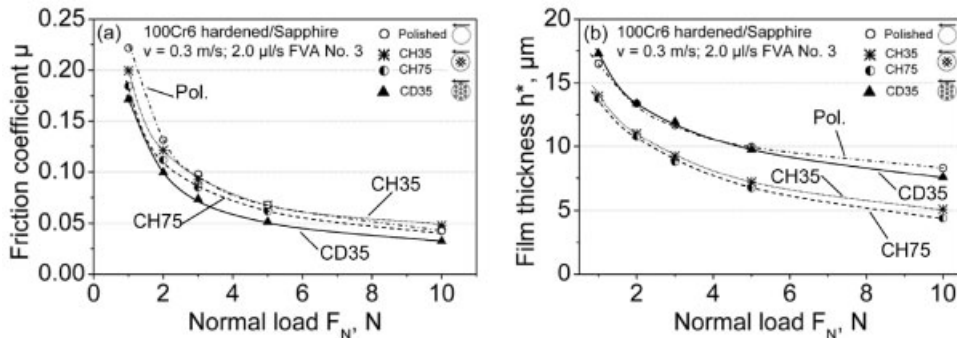 (a)
100Cr6 hardened/Sapphire
v = 0.3 m/s; 2.0 µl/s FVA No. 3
Polished
CH35
CH75
CD35
Pol.
CH35
CH75
CD35
Friction coefficient µ
0.25
0.20
0.15
0.10
0.05
0.00
0 2 4 6 8 10
Normal load F_N, N
(b)
100Cr6 hardened/Sapphire
v = 0.3 m/s; 2.0 µl/s FVA No. 3
Polished
CH35
CH75
CD35
Pol.
CH35
CD35
CH75
Film thickness h*, µm
20
15
10
5
0
2 4 6 8 10
Normal load F_N, N